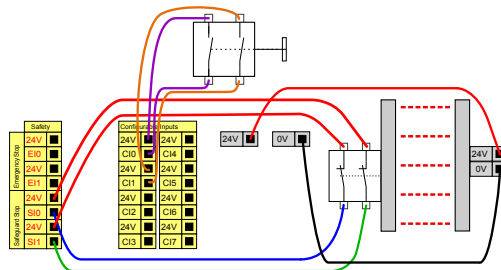 Safety
Emergency Stop
24V
EI0
24V
EI1
Safeguard Stop
24V
SI0
24V
SI1
Configurable Inputs
24V 24V
CI0 CI4
24V 24V
CI1 CI5
24V 24V
CI2 CI6
24V 24V
CI3 CI7
24V
0V
24V
0V